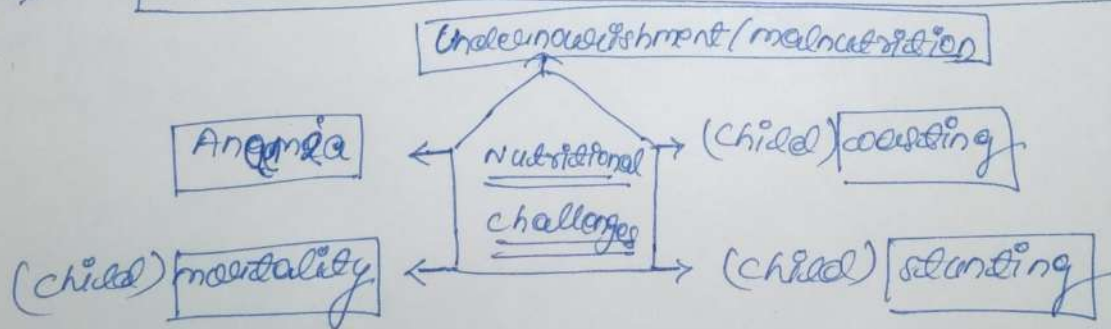 Undernourishment/malnutrition
Anaemia
Nutritional
challenges
(Child) wasting
(child) mortality
(child) stunting